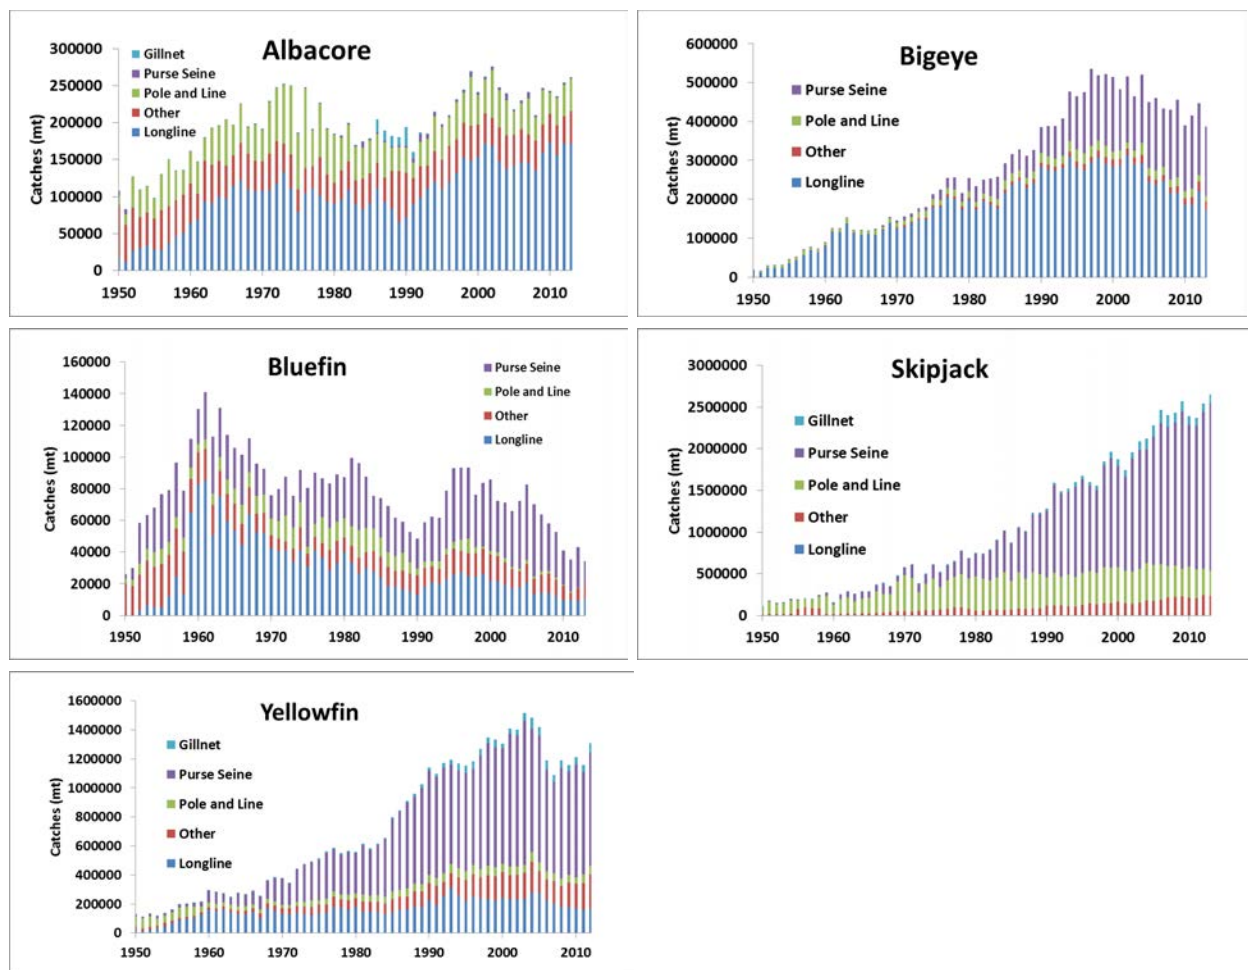 Albacore
Catches (mt)
300000
250000
200000
150000
100000
50000
0
Gillnet
Purse Seine
Pole and Line
Other
Longline
1950 1960 1970 1980 1990 2000 2010
Bigeye
Catches (mt)
600000
500000
400000
300000
200000
100000
0
Purse Seine
Pole and Line
Other
Longline
1950 1960 1970 1980 1990 2000 2010
Bluefin
Catches (mt)
160000
140000
120000
100000
80000
60000
40000
20000
0
Purse Seine
Pole and Line
Other
Longline
1950 1960 1970 1980 1990 2000 2010
Skipjack
Catches (mt)
3000000
2500000
2000000
1500000
1000000
500000
0
Gillnet
Purse Seine
Pole and Line
Other
Longline
1950 1960 1970 1980 1990 2000 2010
Yellowfin
Catches (mt)
1600000
1400000
1200000
1000000
800000
600000
400000
200000
0
Gillnet
Purse Seine
Pole and Line
Other
Longline
1950 1960 1970 1980 1990 2000 2010